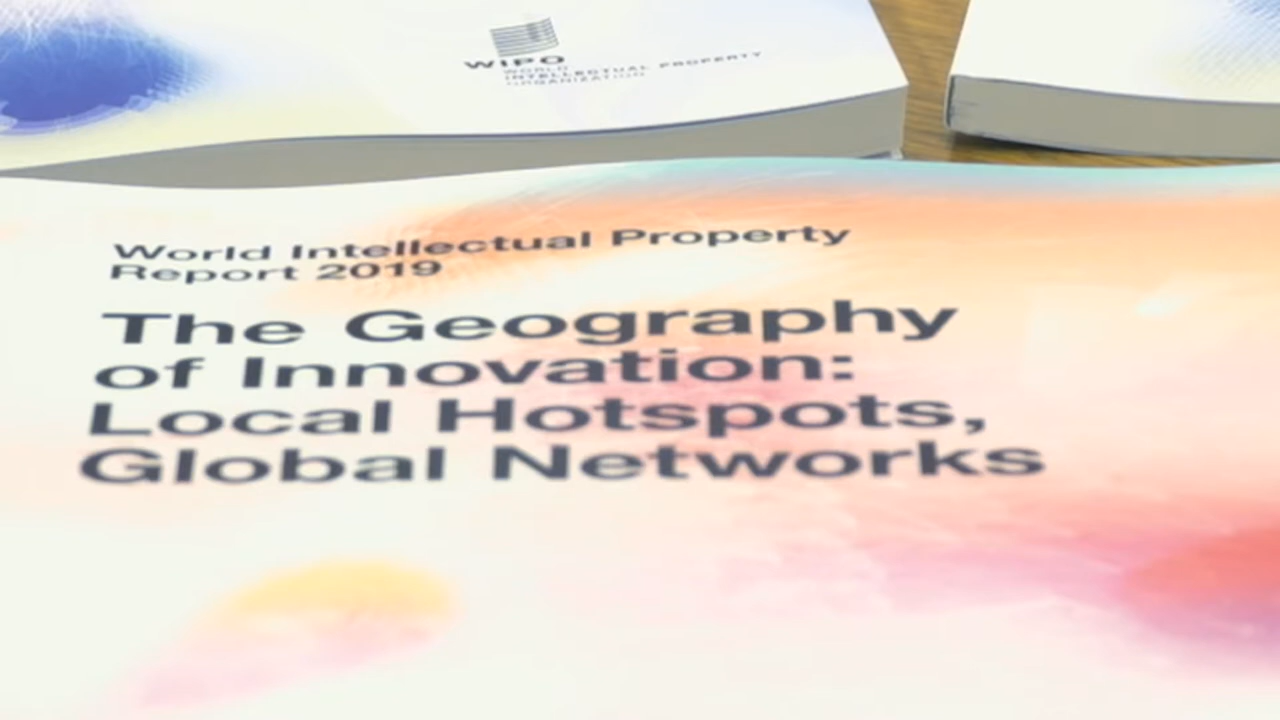 WIPO
WORLD
INTELLECTUAL PROPERTY
ORGANIZATION
World Intellectual Property
Report 2019
The Geography
of Innovation:
Local Hotspots,
Global Networks